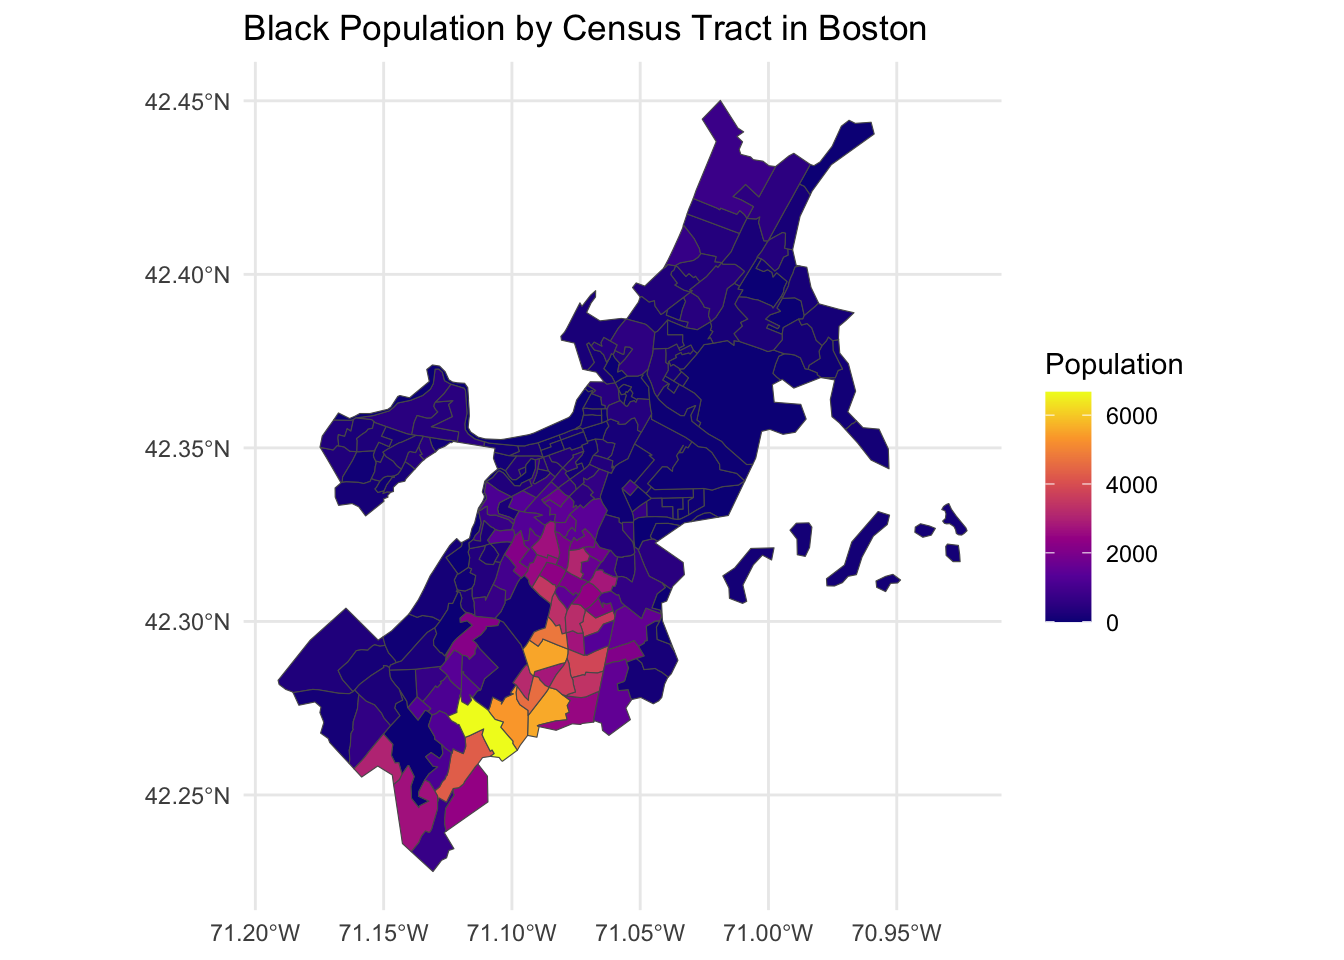 Black Population by Census Tract in Boston
42.45°N
42.40°N
42.35°N
42.30°N
42.25°N
71.20°W
71.15°W
71.10°W
71.05°W
71.00°W
70.95°W
Population
6000
4000
2000
0